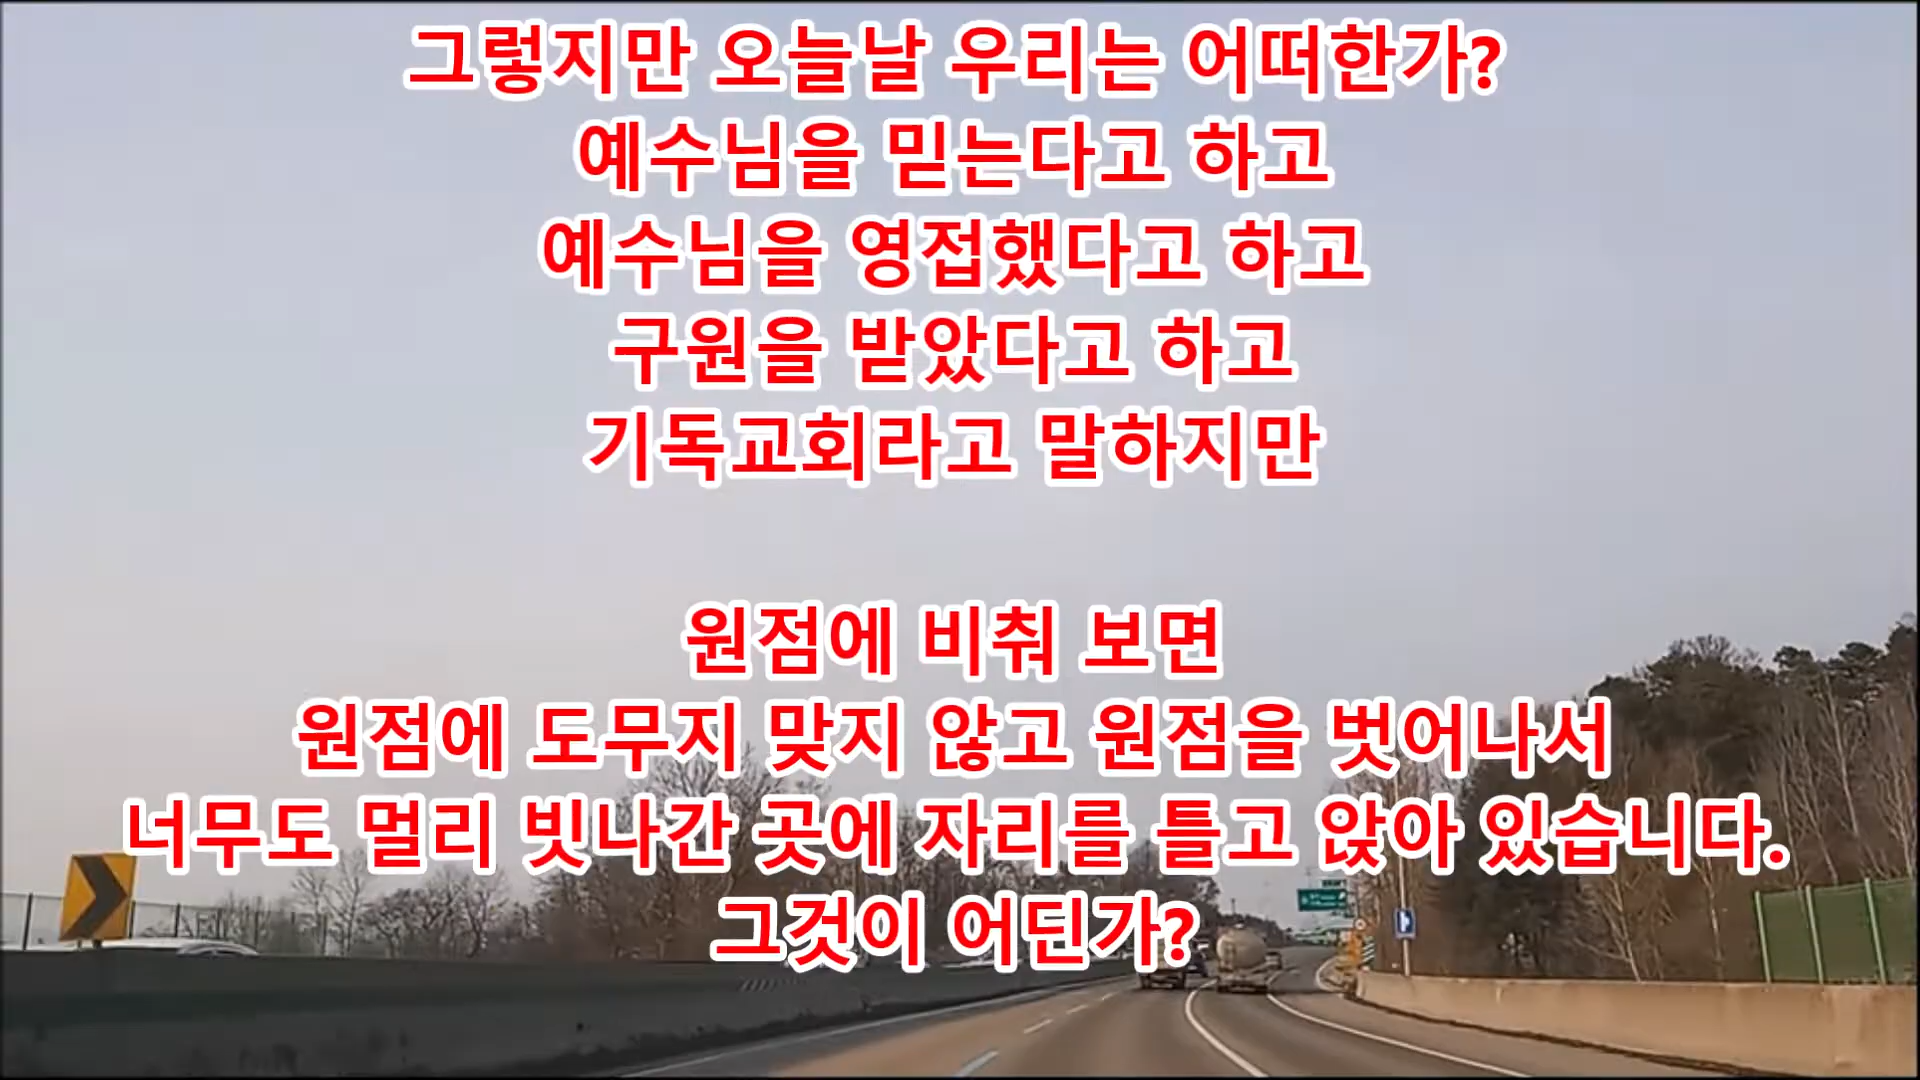 그렇지만 오늘날 우리는 어떠한가?
예수님을 믿는다고 하고
예수님을 영접했다고 하고
구원을 받았다고 하고
기독교회라고 말하지만
원점에 비춰 보면
원점에 도무지 맞지 않고 원점을 벗어나서
너무도 멀리 빗나간 곳에 자리를 틀고 앉아 있습니다.
그것이 어딘가?